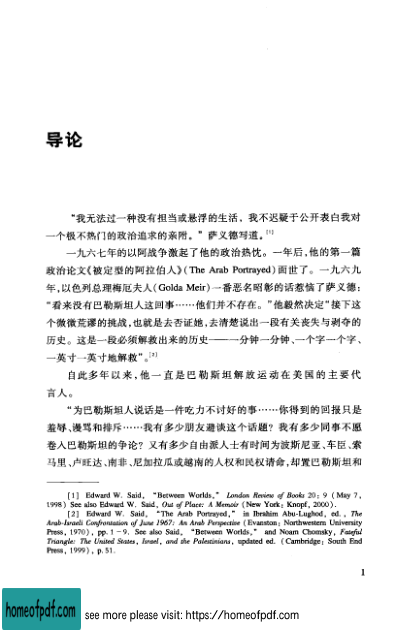 导论
“我无法过一种没有担当或悬浮的生活，我不迟疑于公开表白我对
一个极不热门的政治追求的亲附。”萨义德写道。[1]
一九六七年的以阿战争激起了他的政治热忱。一年后，他的第一篇
政治论文《被定型的阿拉伯人》(The Arab Portrayed)面世了。一九六九
年，以色列总理梅厄夫人(Golda Meir)一番恶名昭彰的话惹恼了萨义德：
“看来没有巴勒斯坦人这回事……他们并不存在。”他毅然决定“接下这
个微微荒谬的挑战，也就是去否证她，去清楚说出一段有关丧失与剥夺的
历史。这是一段必须解救出来的历史——一分钟一分钟、一个字一个字、
一英寸一英寸地解救”。[2]
自此多年以来，他一直是巴勒斯坦解放运动在美国的主要代
言人。
“为巴勒斯坦人说话是一件吃力不讨好的事……你得到的回报只是
羞辱、谩骂和排斥……我有多少朋友避谈这个话题？我有多少同事不愿
卷入巴勒斯坦的争论？又有多少自由派人士有时间为波斯尼亚、车臣、索
马里、卢旺达、南非、尼加拉瓜或越南的人权和民权请命，却置巴勒斯坦和
[1] Edward W. Said, “Between Worlds,” London Review of Books 20: 9 (May 7,
1998) See also Edward W. Said, Out of Place: A Memoir (New York: Knopf, 2000).
[2] Edward W. Said, “The Arab Portrayed,” in Ibrahim Abu-Lughod, ed., The
Arab-Israeli Confrontation of June 1967: An Arab Perspective (Evanston: Northwestern University
Press, 1970), pp. 1-9. See also Said, “Between Worlds,” and Noam Chomsky, Fateful
Triangle: The United States, Israel, and the Palestinians, updated ed. (Cambridge: South End
Press, 1999), p. 51.
1
homeofpdf.com
see more please visit: https://homeofpdf.com